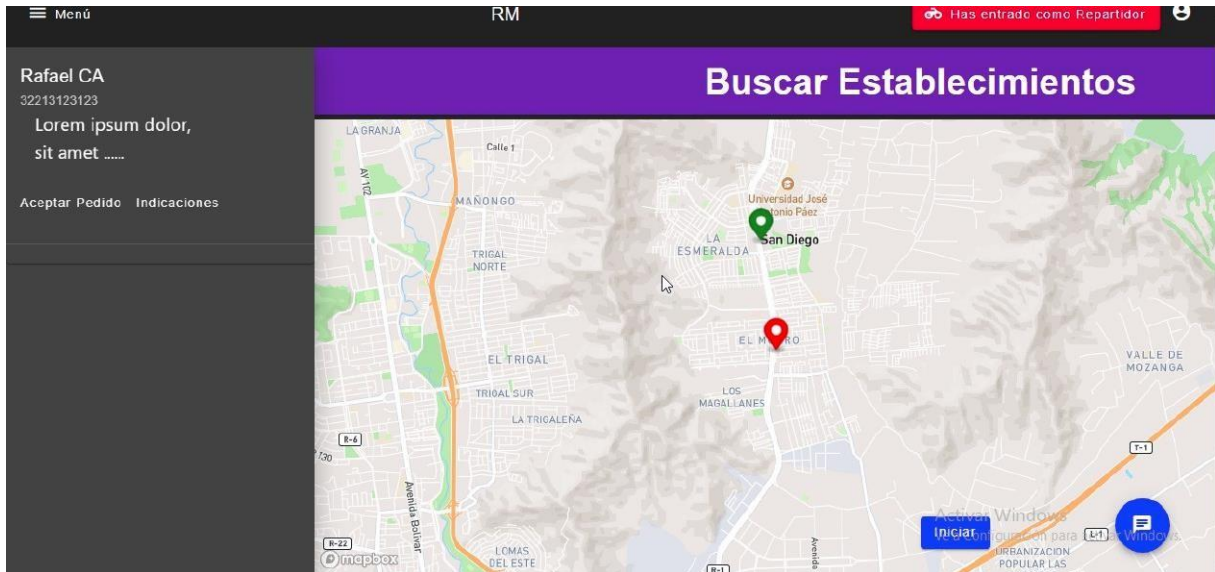 Menú
RM
Has entrado como Repartidor
Rafael CA
32213123123
Lorem ipsum dolor,
sit amet ......
Aceptar Pedido Indicaciones
Buscar Establecimientos
LA GRANJA
Calle 1
AV 102
MAÑONGO
Universidad José
Antonio Páez
San Diego
LA
ESMERALDA
TRIGAL
NORTE
EL TRIGAL
LOS
MAGALLANES
VALLE DE
MOZANGA
TRIGAL SUR
LA TRIGALEÑA
R-6
T-1
Avenida Bolívar
Activar Windows
Iniciar
R-22
mapbox
LOMAS
DEL ESTE
Avenida
R-1
URBANIZACION
POPULAR LAS